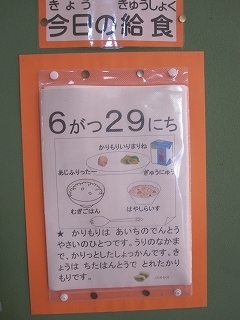 きょう きゅうしょく
今日の給食
6がつ29にち
かりもりいりまりね
あじふりったー
ぎゅうにゅう
むぎごはん
はやしらいす
★ かりもりは あいちのでんとう
やさいのひとつです。うりのなかま
で、かりっとしたしょっかんです。き
ょうは ちたはんとうで とれたかり
もりです。